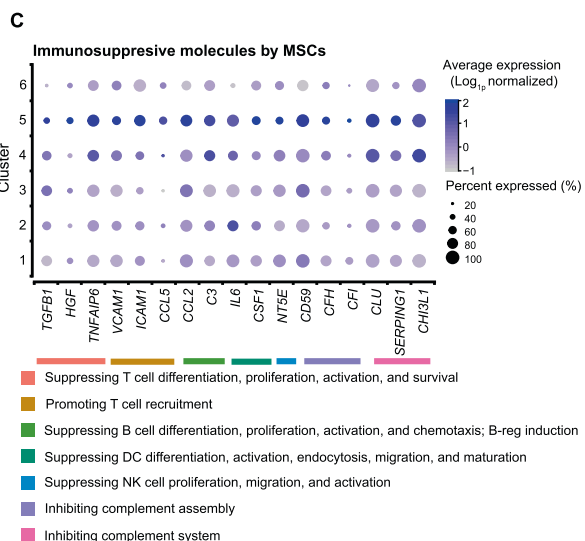 C
Immunosuppresive molecules by MSCs
Average expression
(Log1p normalized)
2
1
0
−1
Percent expressed (%)
20
40
60
80
100
Cluster
6
5
4
3
2
1
TGFB1
HGF
TNFAIP6
VCAM1
ICAM1
CCL5
CCL2
C3
IL6
CSF1
NT5E
CD59
CFH
CFI
CLU
SERPING1
CHI3L1
Suppressing T cell differentiation, proliferation, activation, and survival
Promoting T cell recruitment
Suppressing B cell differentiation, proliferation, activation, and chemotaxis; B-reg induction
Suppressing DC differentiation, activation, endocytosis, migration, and maturation
Suppressing NK cell proliferation, migration, and activation
Inhibiting complement assembly
Inhibiting complement system